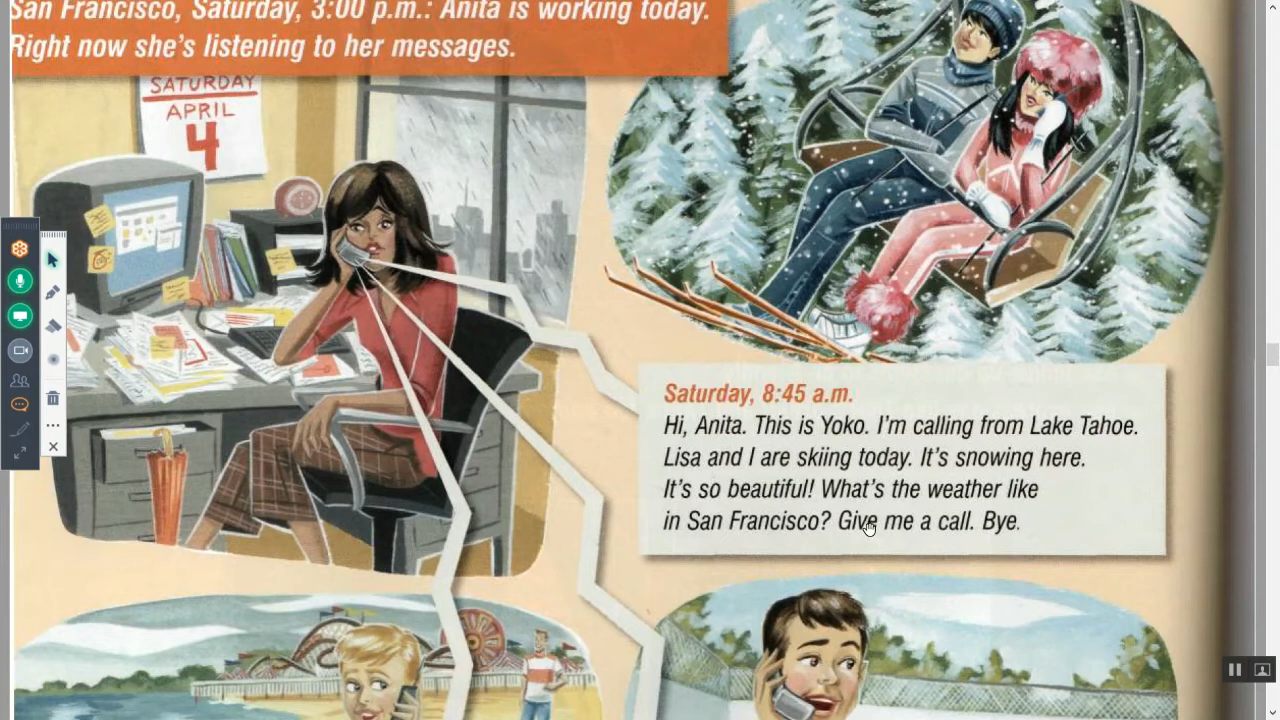 San Francisco, Saturday, 3:00 p.m.: Anita is working today.
Right now she's listening to her messages.
SATURDAY
APRIL
4
Saturday, 8:45 a.m.
Hi, Anita. This is Yoko. I'm calling from Lake Tahoe.
Lisa and I are skiing today. It's snowing here.
It's so beautiful! What's the weather like
in San Francisco? Give me a call. Bye.